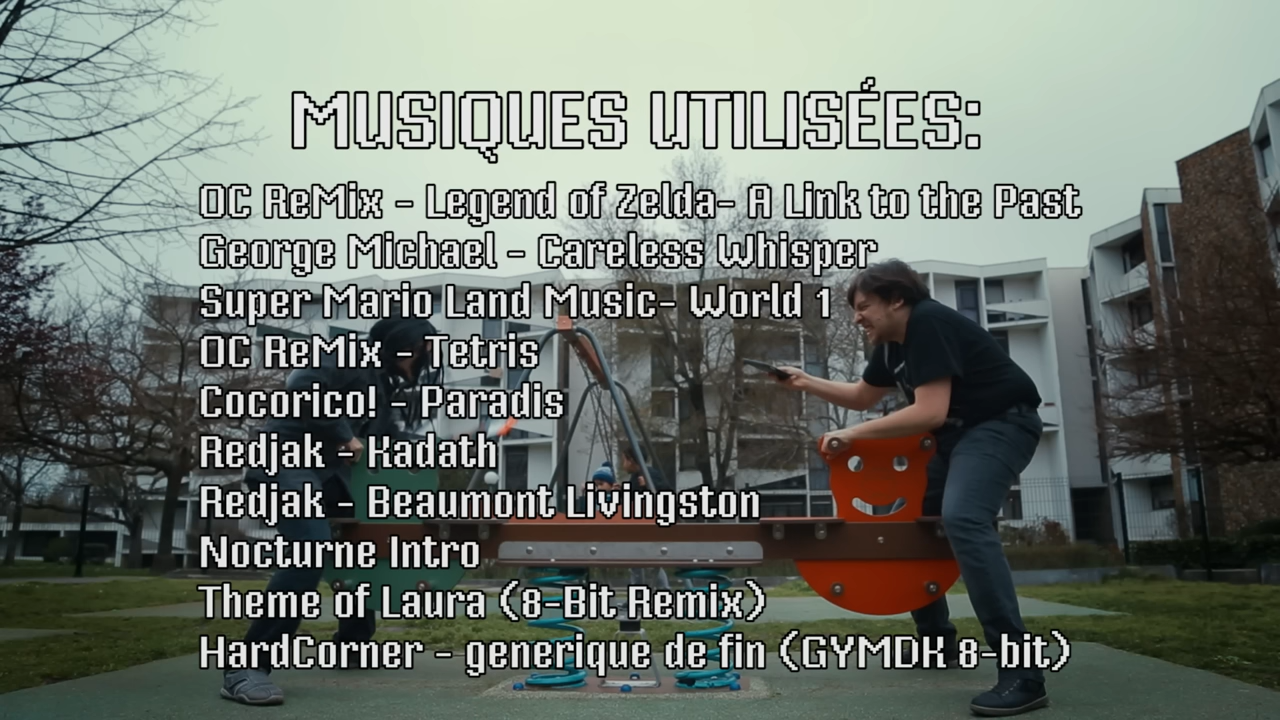 MUSIQUES UTILISÉES:
OC ReMix - Legend of Zelda- A Link to the Past
George Michael - Careless Whisper
Super Mario Land Music- World 1
OC ReMix - Tetris
Cocorico! - Paradis
Redjak - Kadath
Redjak - Beaumont Livingston
Nocturne Intro
Theme of Laura (8-Bit Remix)
HardCorner - generique de fin (GYMDK 8-bit)